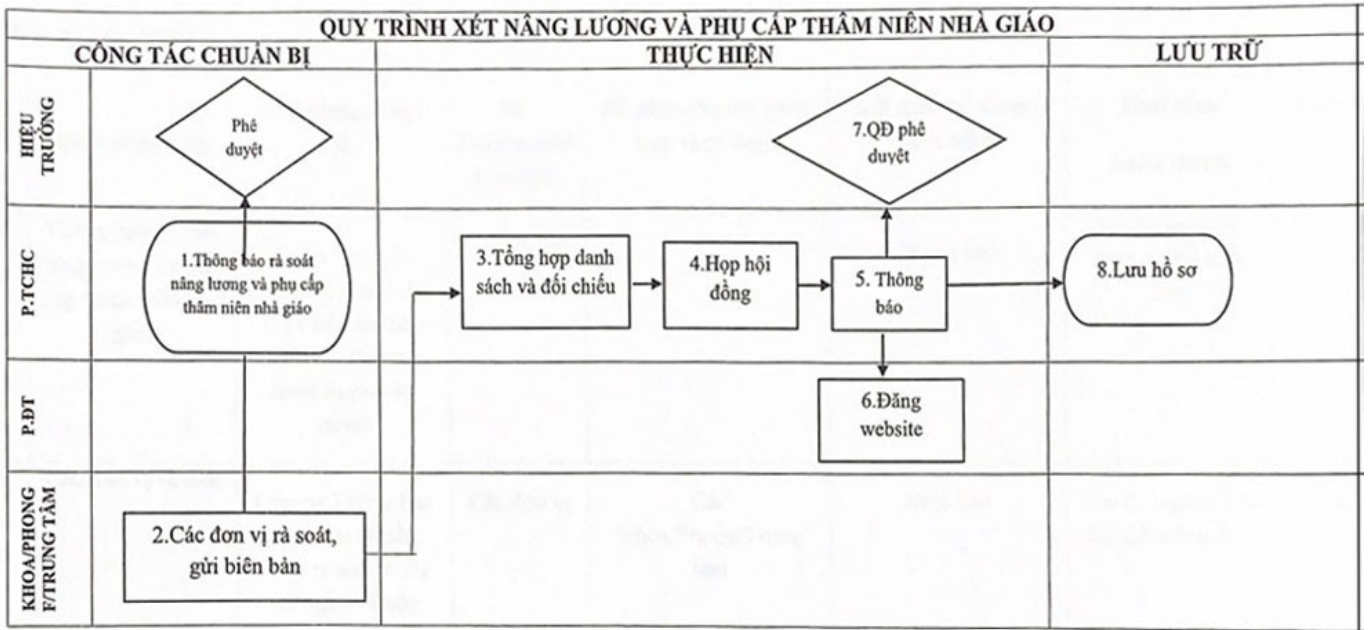 QUY TRÌNH XÉT NÂNG LƯƠNG VÀ PHỤ CẤP THÂM NIÊN NHÀ GIÁO
CÔNG TÁC CHUẨN BỊ
THỰC HIỆN
LƯU TRỮ
HIỆU
TRƯỞNG
Phê
duyệt
7.QĐ phê
duyệt
P.TCHC
1.Thông báo rà soát
nâng lương và phụ cấp
thâm niên nhà giáo
3.Tổng hợp danh
sách và đối chiếu
4.Họp hội
đồng
5. Thông
báo
8.Lưu hồ sơ
P.ĐT
6.Đăng
website
KHOA/PHONG
F/TRUNG TÂM
2.Các đơn vị rà soát,
gửi biên bản